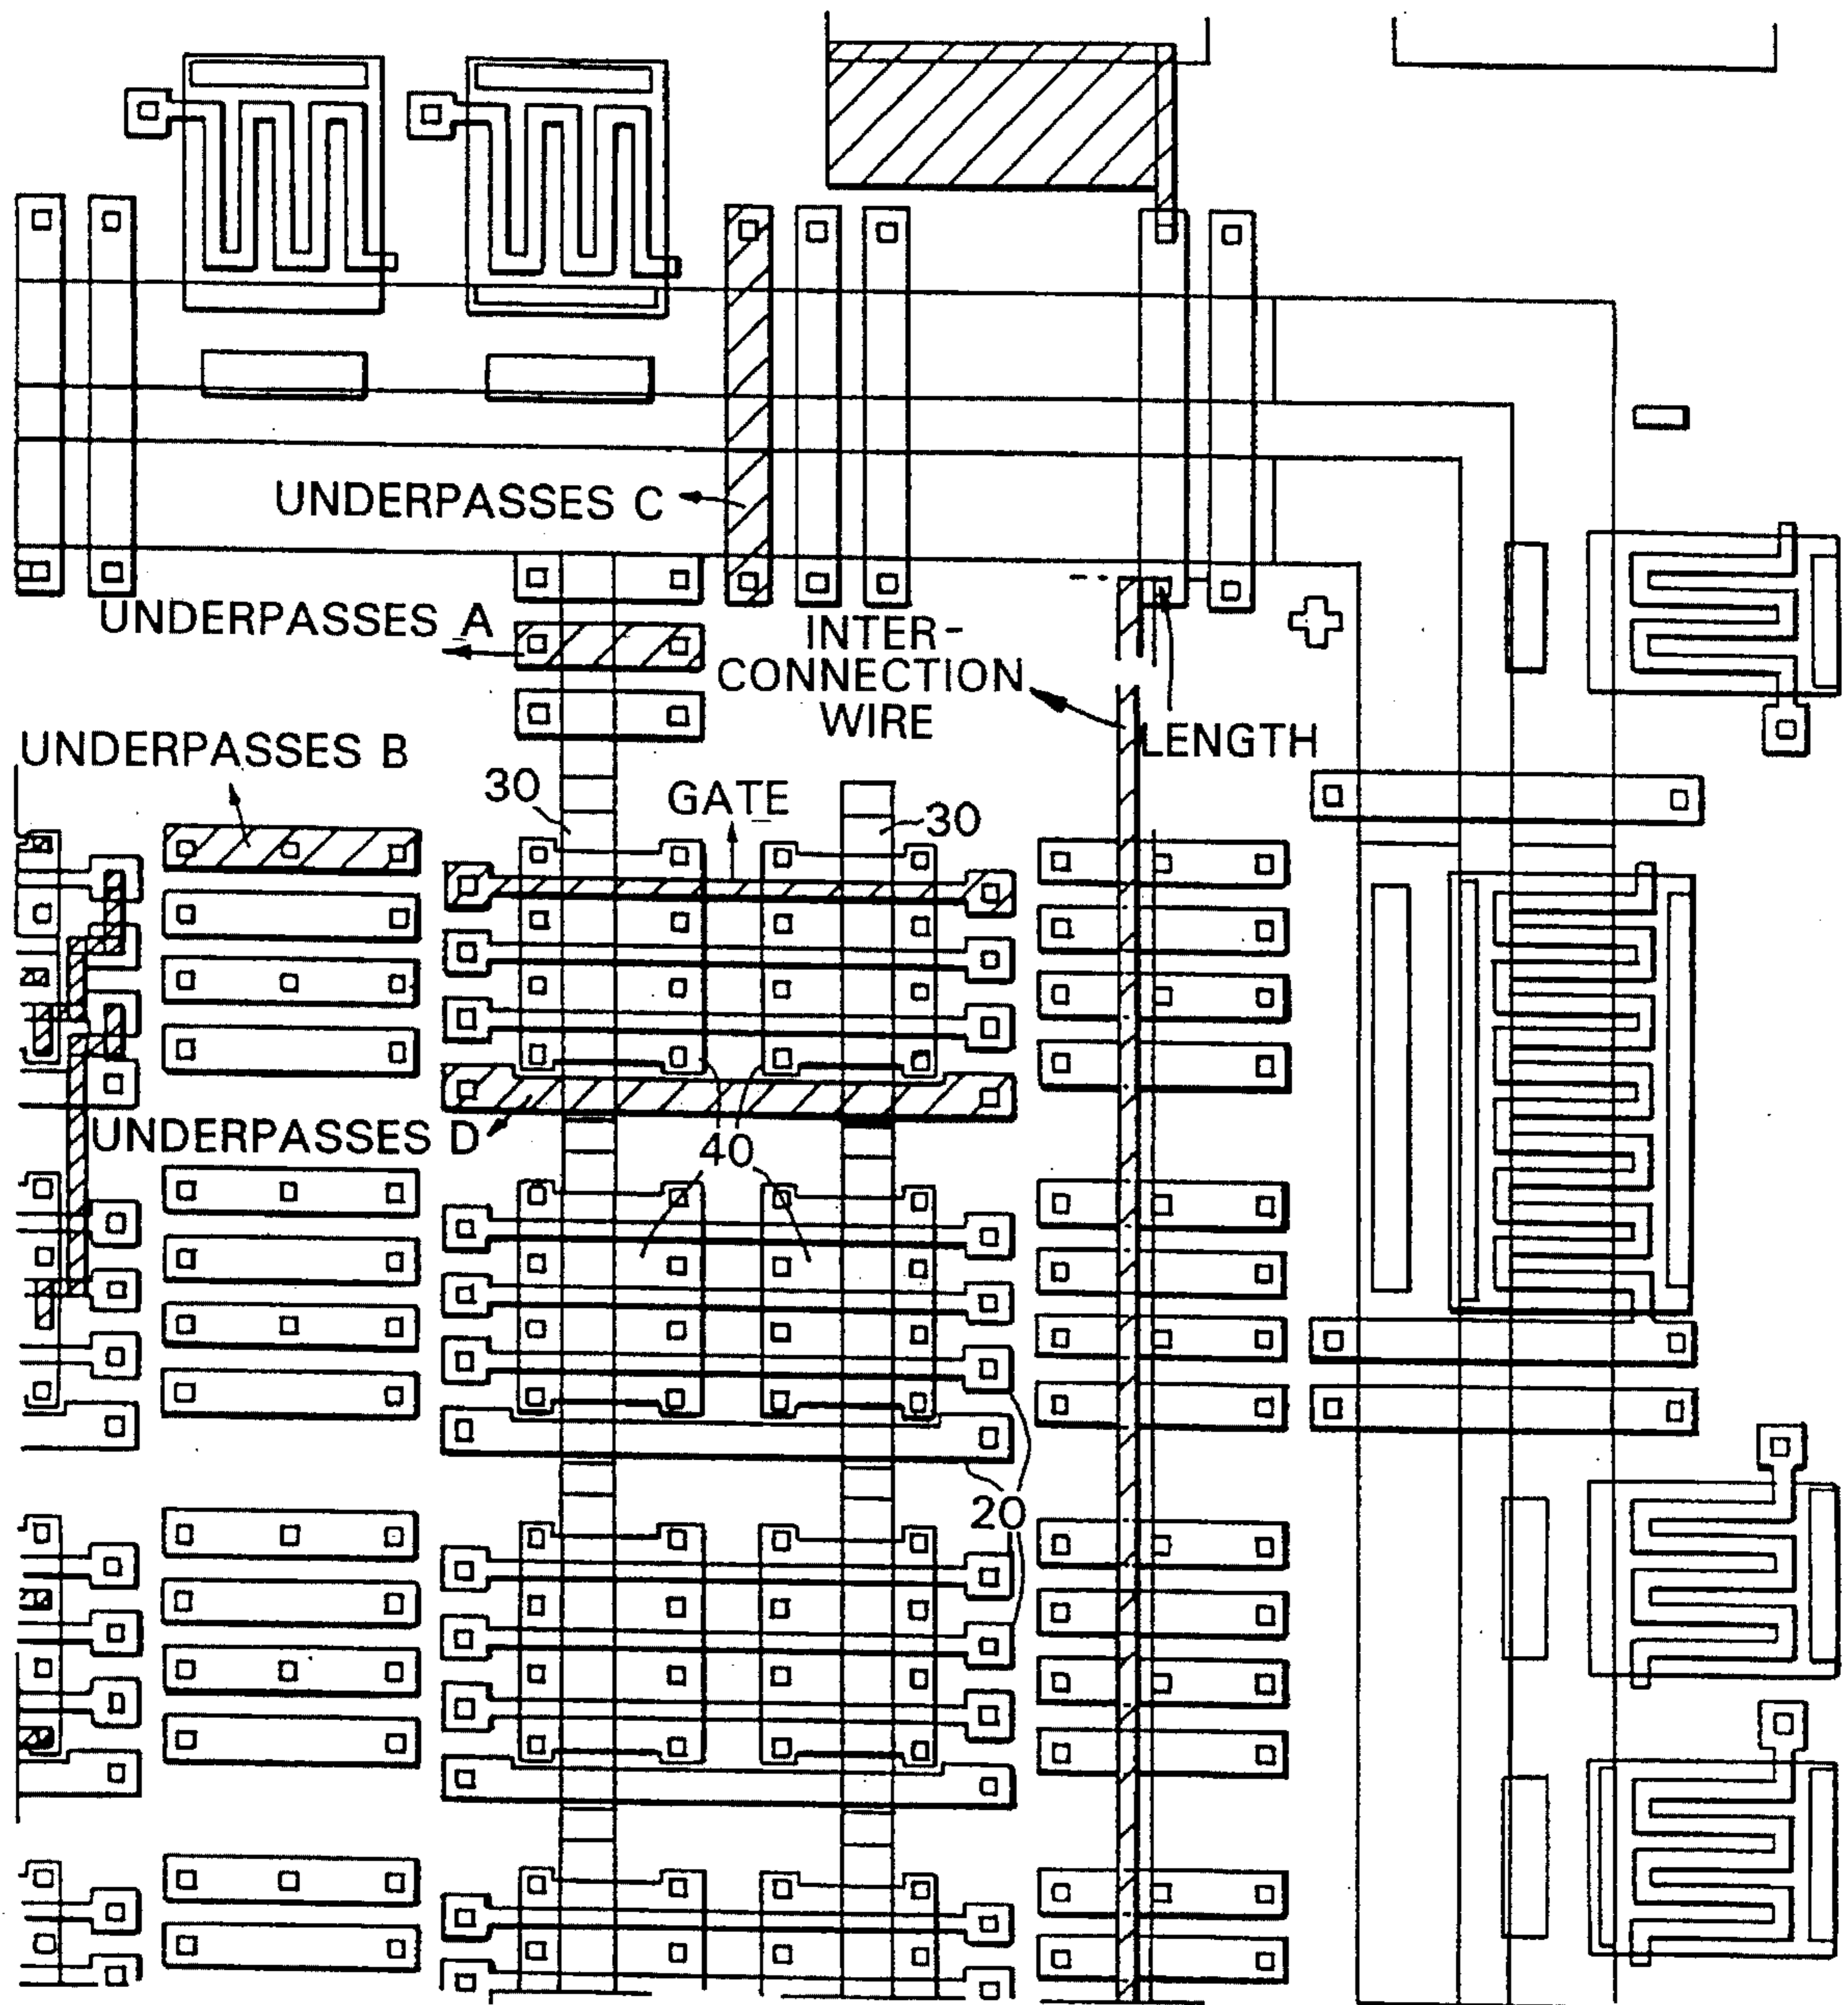 UNDERPASSES C
UNDERPASSES A
INTER-
CONNECTION
WIRE
LENGTH
UNDERPASSES B
30
GATE
30
UNDERPASSES D
40
20